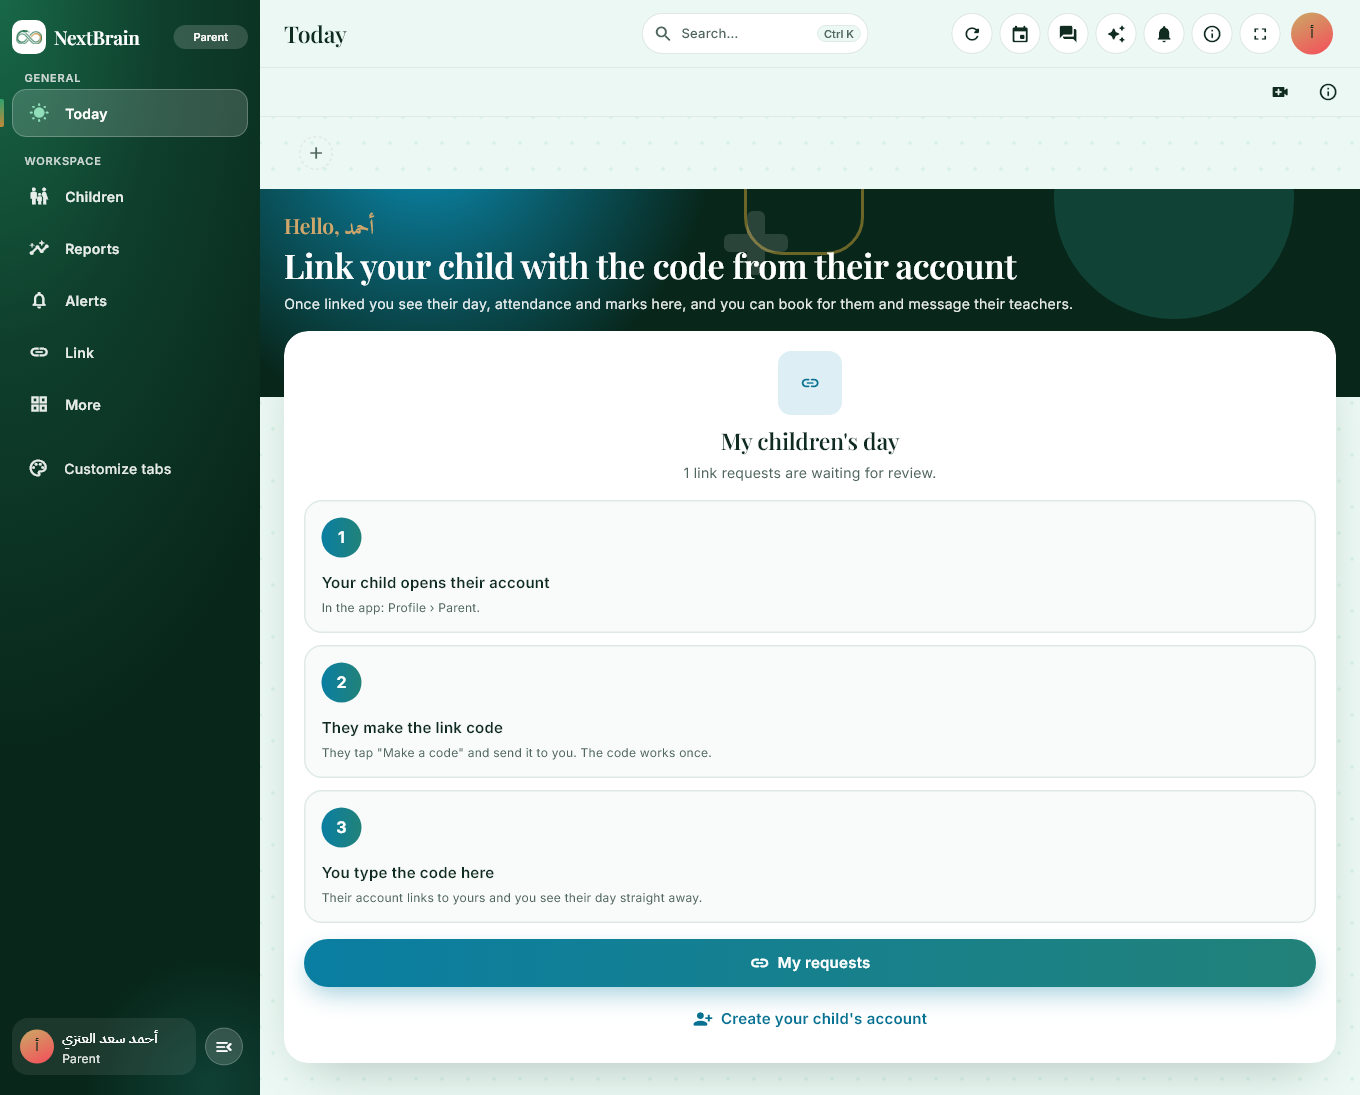 NextBrain
Parent
GENERAL
Today
WORKSPACE
Children
Reports
Alerts
Link
More
Customize tabs
أحمد سعد العنزي
Parent
Today
Search...
Ctrl K
أ
Hello, أحمد
Link your child with the code from their account
Once linked you see their day, attendance and marks here, and you can book for them and message their teachers.
My children's day
1 link requests are waiting for review.
1
Your child opens their account
In the app: Profile › Parent.
2
They make the link code
They tap "Make a code" and send it to you. The code works once.
3
You type the code here
Their account links to yours and you see their day straight away.
My requests
Create your child's account
أ